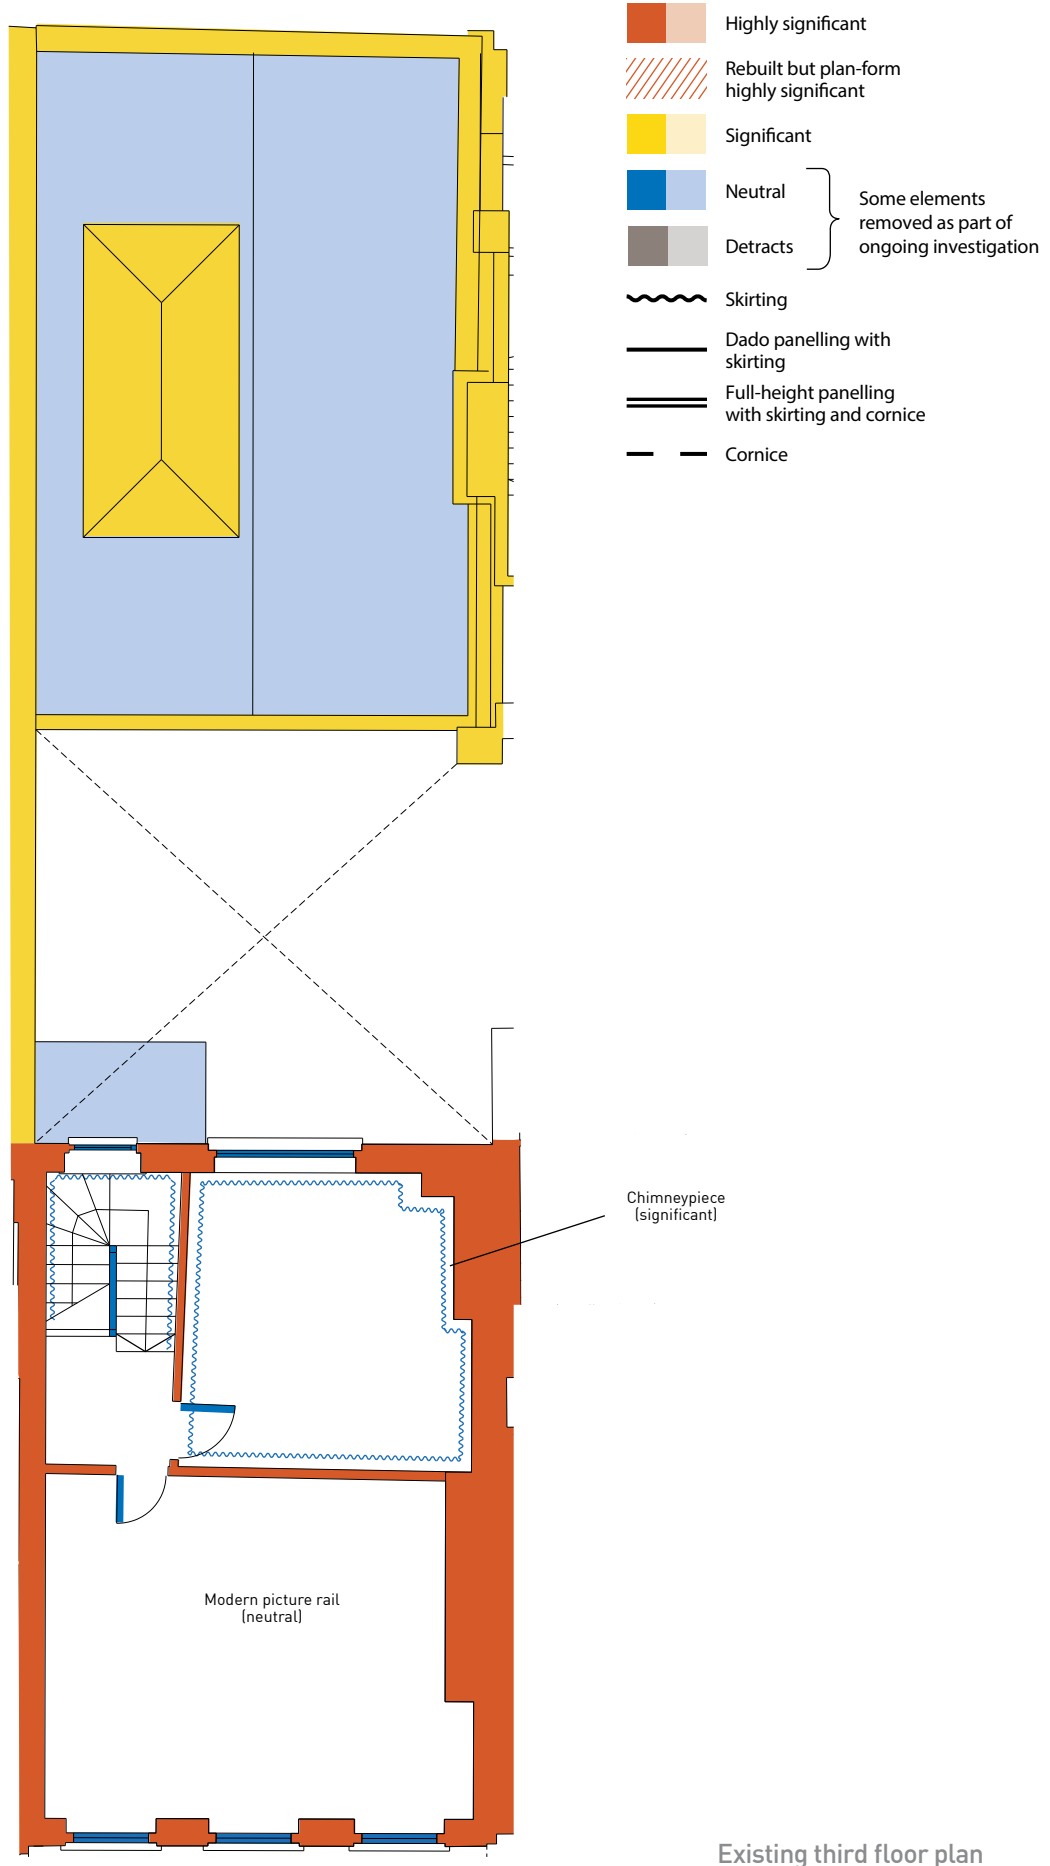 Highly significant
Rebuilt but plan-form
highly significant
Significant
Neutral
Detracts
Some elements
removed as part of
ongoing investigation
Skirting
Dado panelling with
skirting
Full-height panelling
with skirting and cornice
Cornice
Chimneypiece
(significant)
Modern picture rail
(neutral)
Existing third floor plan